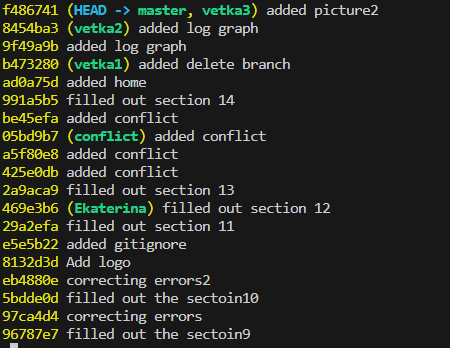 f486741 (HEAD -> master, vetka3) added picture2
8454ba3 (vetka2) added log graph
9f49a9b added log graph
b473280 (vetka1) added delete branch
ad0a75d added home
991a5b5 filled out section 14
be45efa added conflict
05bd9b7 (conflict) added conflict
a5f80e8 added conflict
425e0db added conflict
2a9aca9 filled out section 13
469e3b6 (Ekaterina) filled out section 12
29a2efa filled out section 11
e5e5b22 added gitignore
8132d3d Add logo
eb4880e correcting errors2
5bdde0d filled out the sectoin10
97ca4d4 correcting errors
96787e7 filled out the sectoin9